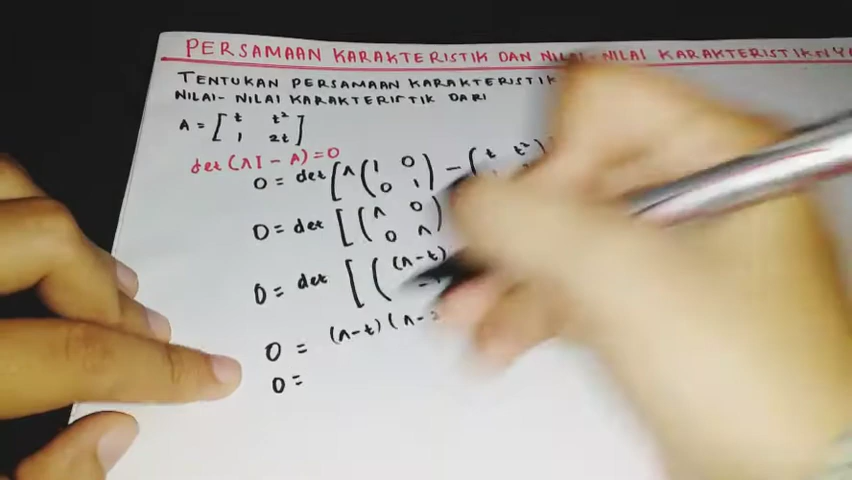 PERSAMAAN KARAKTERISTIK DAN NILAI-NILAI KARAKTERISTIKNYA
TENTUKAN PERSAMAAN KARAKTERISTIK
NILAI-NILAI KARAKTERISTIK DARI
A = [ t t² ]
[ 1 2t ]
det (λI - A) = 0
0 = det [ λ ( 1 0 ) - ( t t²
( 0 1 )
0 = det [ ( λ 0 )
( 0 λ )
0 = det [ ( (λ-t)
0 = (λ-t) (λ-
0 =